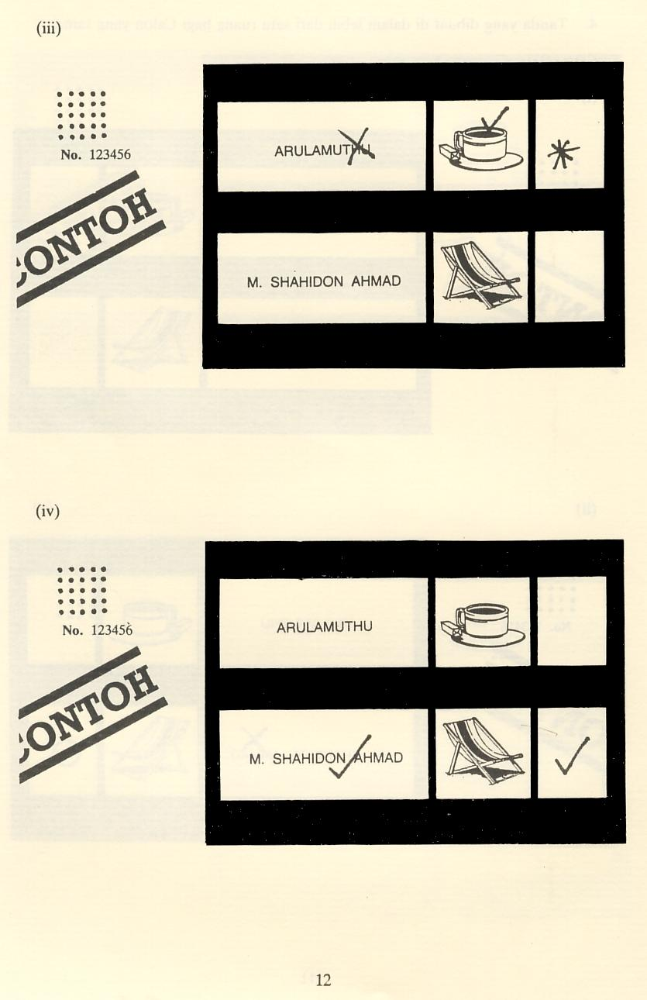 (iii)
No. 123456
CONTOH
ARULAMUTHU
M. SHAHIDON AHMAD
(iv)
No. 123456
CONTOH
ARULAMUTHU
M. SHAHIDON AHMAD
12